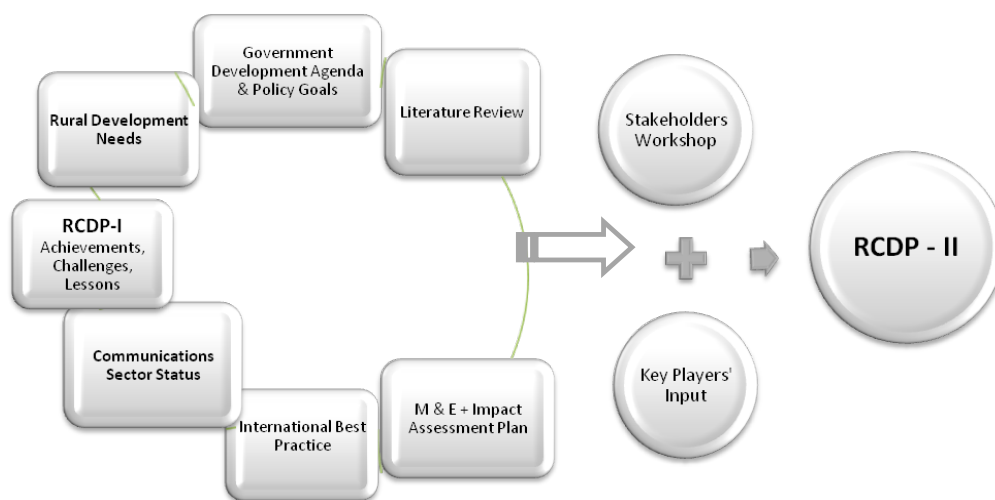 Government
Development Agenda
& Policy Goals
Literature Review
Rural Development
Needs
RCDP-I
Achievements,
Challenges,
Lessons
Communications
Sector Status
International Best
Practice
M & E + Impact
Assessment Plan
Stakeholders
Workshop
Key Players'
Input
RCDP - II